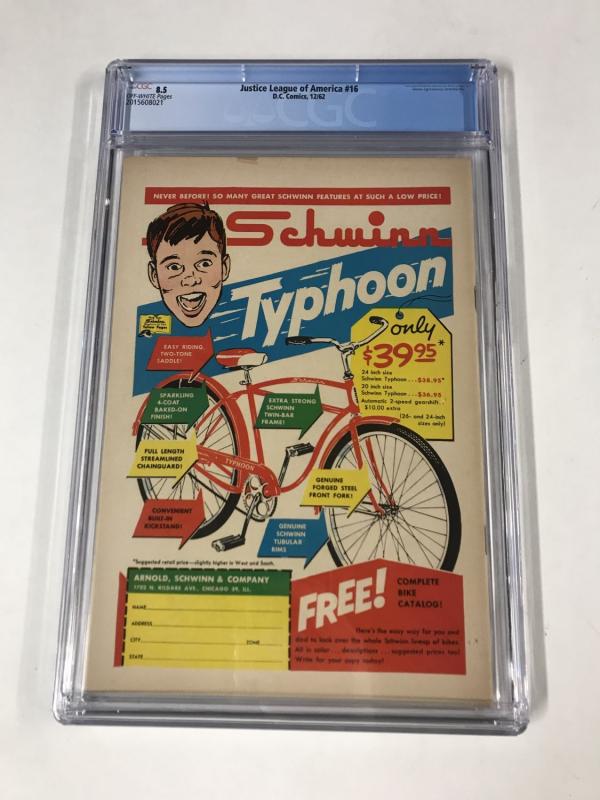 CGC
8.5
OFF-WHITE Pages
2015608021
Justice League of America #16
D.C. Comics, 12/62
CGC
NEVER BEFORE! SO MANY GREAT SCHWINN FEATURES AT SUCH A LOW PRICE!
Schwinn
Typhoon
Schwinn
Yellow Pages
only
$39.95*
24 inch size
Schwinn Typhoon...$38.95*
20 inch size
Schwinn Typhoon...$36.95
Automatic 2-speed gearshift..
$10.00 extra
(26- and 24-inch
sizes only)
EASY RIDING,
TWO-TONE
SADDLE!
SPARKLING
4-COAT
BAKED-ON
FINISH!
EXTRA STRONG
SCHWINN
TWIN-BAR
FRAME!
Schwinn
FULL LENGTH
STREAMLINED
CHAINGUARD!
TYPHOON
GENUINE
FORGED STEEL
FRONT FORK!
CONVENIENT
BUILT-IN
KICKSTAND!
GENUINE
SCHWINN
TUBULAR
RIMS
*Suggested retail price—slightly higher in West and South.
ARNOLD, SCHWINN & COMPANY
1702 N. KILDARE AVE., CHICAGO 39, ILL.
NAME
ADDRESS
CITY ZONE
STATE
FREE!
COMPLETE
BIKE
CATALOG!
Here's the easy way for you and
dad to look over the whole Schwinn lineup of bikes.
All in color...descriptions...suggested prices too!
Write for your copy today!